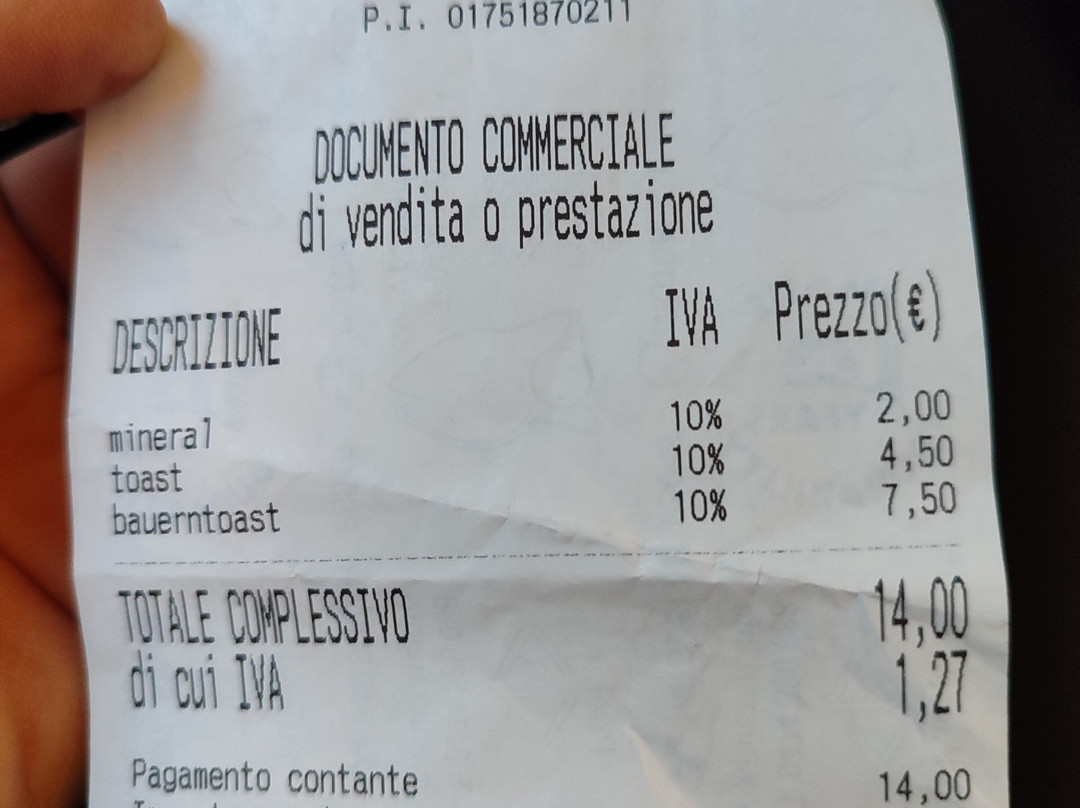 P.I. 01751870211
DOCUMENTO COMMERCIALE
di vendita o prestazione
DESCRIZIONE IVA Prezzo(€)
mineral 10% 2,00
toast 10% 4,50
bauerntoast 10% 7,50
TOTALE COMPLESSIVO 14,00
di cui IVA 1,27
Pagamento contante 14,00